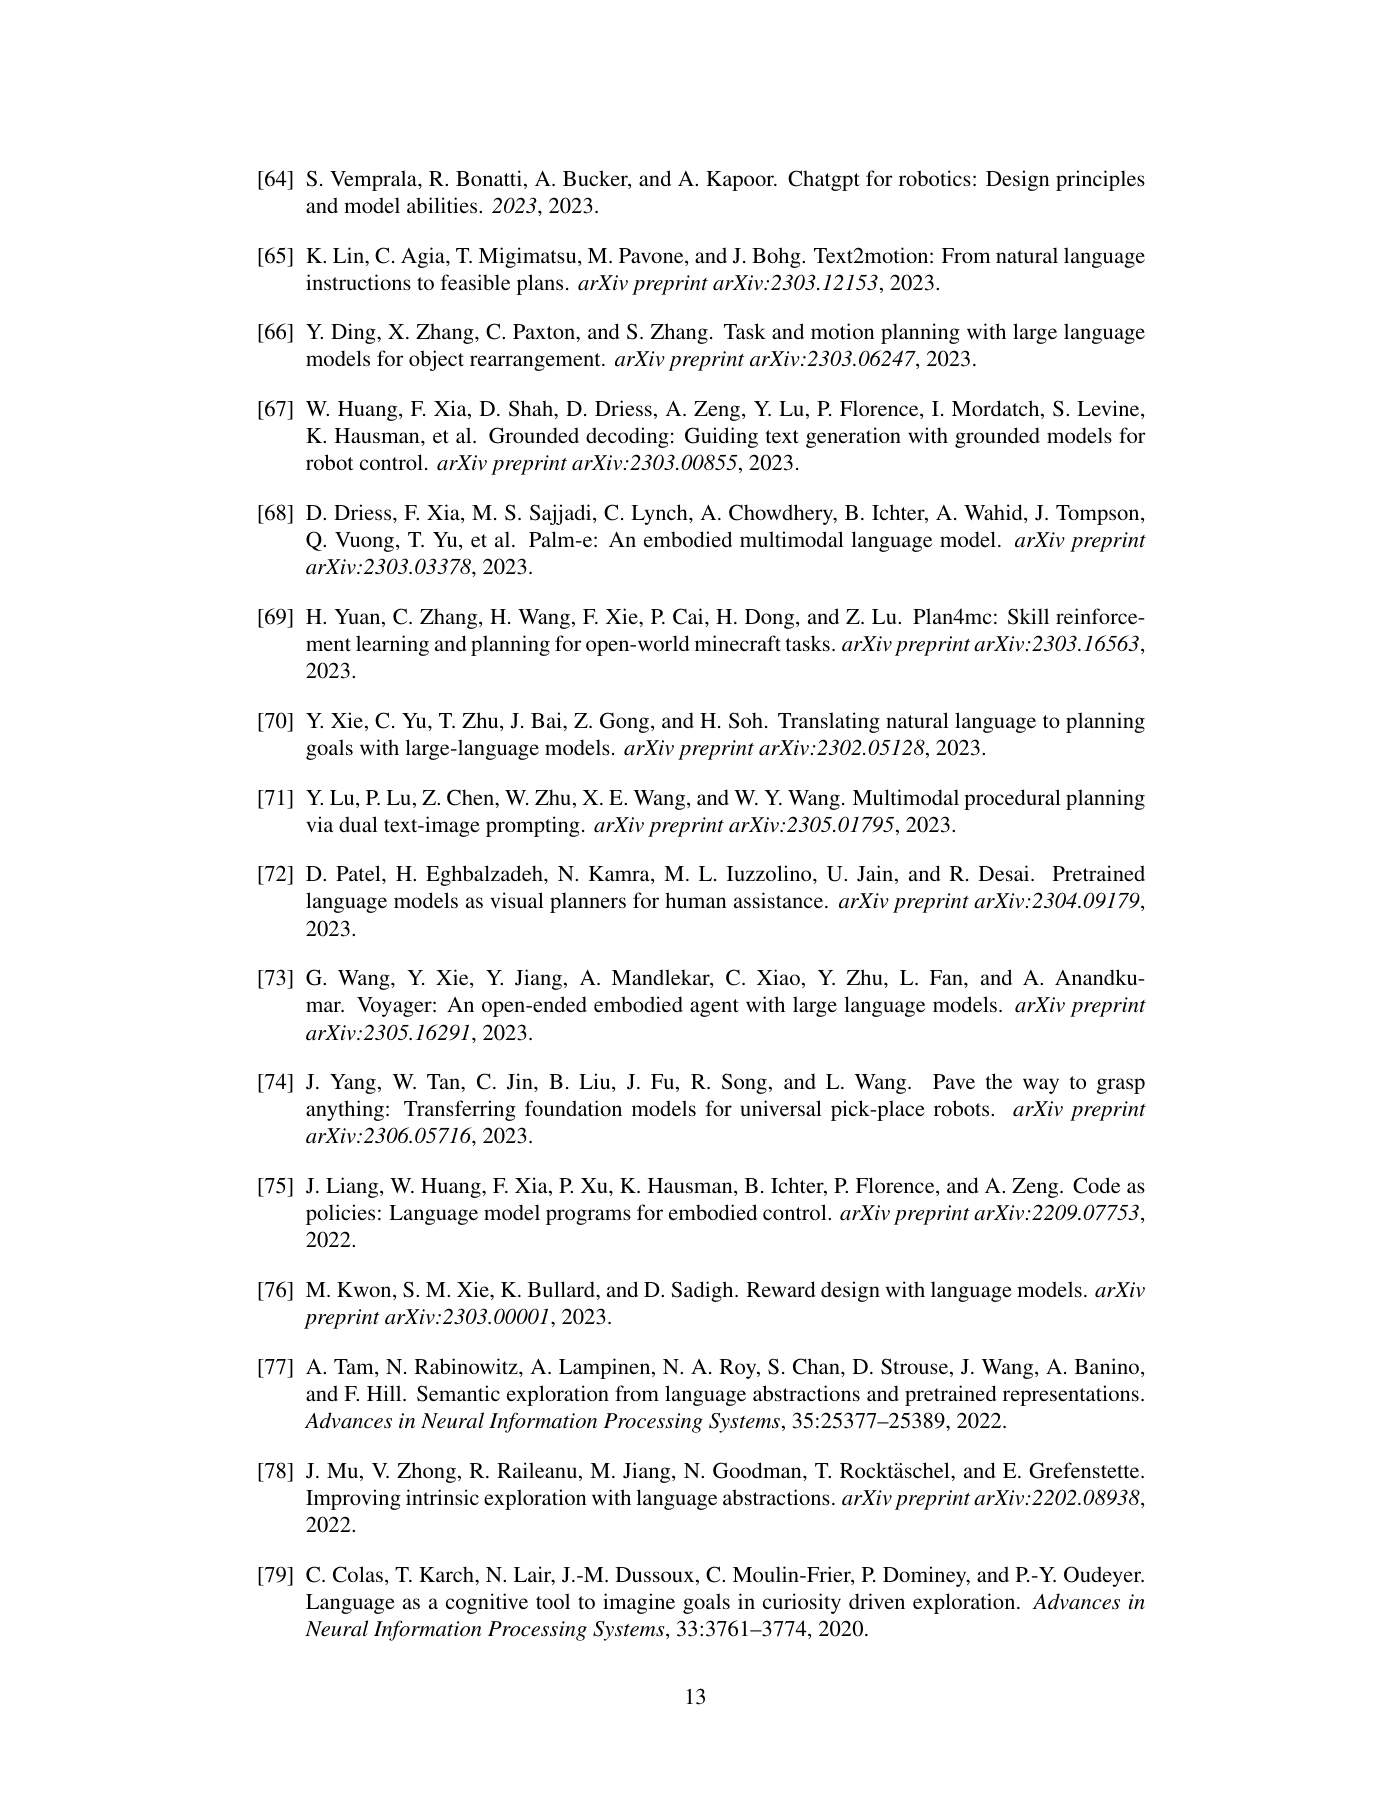 [64] S. Vemprala, R. Bonatti, A. Bucker, and A. Kapoor. Chatgpt for robotics: Design principles
and model abilities. 2023, 2023.
[65] K. Lin, C. Agia, T. Migimatsu, M. Pavone, and J. Bohg. Text2motion: From natural language
instructions to feasible plans. arXiv preprint arXiv:2303.12153, 2023.
[66] Y. Ding, X. Zhang, C. Paxton, and S. Zhang. Task and motion planning with large language
models for object rearrangement. arXiv preprint arXiv:2303.06247, 2023.
[67] W. Huang, F. Xia, D. Shah, D. Driess, A. Zeng, Y. Lu, P. Florence, I. Mordatch, S. Levine,
K. Hausman, et al. Grounded decoding: Guiding text generation with grounded models for
robot control. arXiv preprint arXiv:2303.00855, 2023.
[68] D. Driess, F. Xia, M. S. Sajjadi, C. Lynch, A. Chowdhery, B. Ichter, A. Wahid, J. Tompson,
Q. Vuong, T. Yu, et al. Palm-e: An embodied multimodal language model. arXiv preprint
arXiv:2303.03378, 2023.
[69] H. Yuan, C. Zhang, H. Wang, F. Xie, P. Cai, H. Dong, and Z. Lu. Plan4mc: Skill reinforce-
ment learning and planning for open-world minecraft tasks. arXiv preprint arXiv:2303.16563,
2023.
[70] Y. Xie, C. Yu, T. Zhu, J. Bai, Z. Gong, and H. Soh. Translating natural language to planning
goals with large-language models. arXiv preprint arXiv:2302.05128, 2023.
[71] Y. Lu, P. Lu, Z. Chen, W. Zhu, X. E. Wang, and W. Y. Wang. Multimodal procedural planning
via dual text-image prompting. arXiv preprint arXiv:2305.01795, 2023.
[72] D. Patel, H. Eghbalzadeh, N. Kamra, M. L. Iuzzolino, U. Jain, and R. Desai. Pretrained
language models as visual planners for human assistance. arXiv preprint arXiv:2304.09179,
2023.
[73] G. Wang, Y. Xie, Y. Jiang, A. Mandlekar, C. Xiao, Y. Zhu, L. Fan, and A. Anandku-
mar. Voyager: An open-ended embodied agent with large language models. arXiv preprint
arXiv:2305.16291, 2023.
[74] J. Yang, W. Tan, C. Jin, B. Liu, J. Fu, R. Song, and L. Wang. Pave the way to grasp
anything: Transferring foundation models for universal pick-place robots. arXiv preprint
arXiv:2306.05716, 2023.
[75] J. Liang, W. Huang, F. Xia, P. Xu, K. Hausman, B. Ichter, P. Florence, and A. Zeng. Code as
policies: Language model programs for embodied control. arXiv preprint arXiv:2209.07753,
2022.
[76] M. Kwon, S. M. Xie, K. Bullard, and D. Sadigh. Reward design with language models. arXiv
preprint arXiv:2303.00001, 2023.
[77] A. Tam, N. Rabinowitz, A. Lampinen, N. A. Roy, S. Chan, D. Strouse, J. Wang, A. Banino,
and F. Hill. Semantic exploration from language abstractions and pretrained representations.
Advances in Neural Information Processing Systems, 35:25377–25389, 2022.
[78] J. Mu, V. Zhong, R. Raileanu, M. Jiang, N. Goodman, T. Rocktäschel, and E. Grefenstette.
Improving intrinsic exploration with language abstractions. arXiv preprint arXiv:2202.08938,
2022.
[79] C. Colas, T. Karch, N. Lair, J.-M. Dussoux, C. Moulin-Frier, P. Dominey, and P.-Y. Oudeyer.
Language as a cognitive tool to imagine goals in curiosity driven exploration. Advances in
Neural Information Processing Systems, 33:3761–3774, 2020.
13